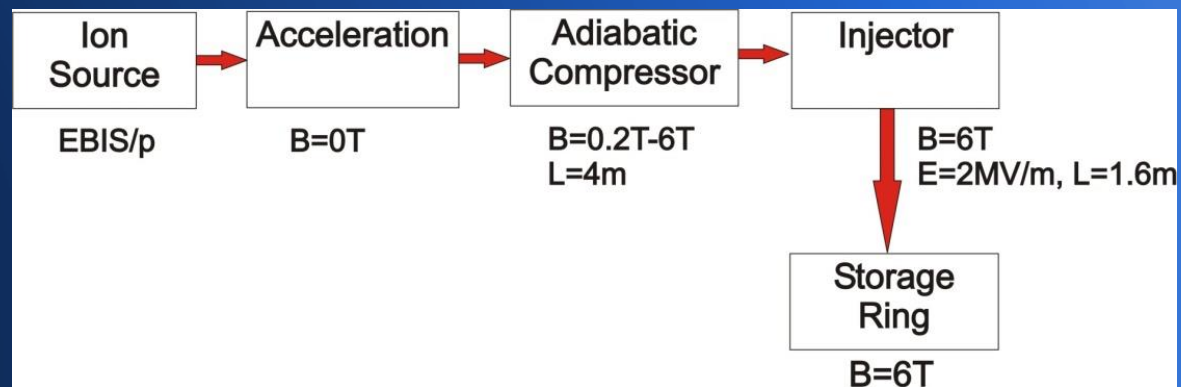 Ion
Source
EBIS/p
Acceleration
B=0T
Adiabatic
Compressor
B=0.2T-6T
L=4m
Injector
B=6T
E=2MV/m, L=1.6m
Storage
Ring
B=6T